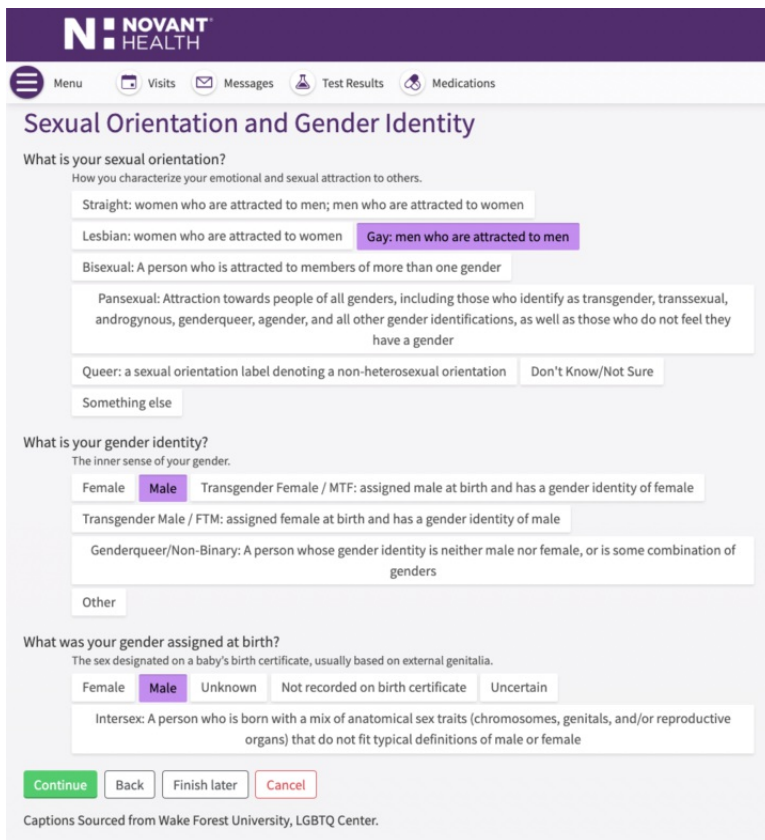 NOVANT
HEALTH
Menu Visits Messages Test Results Medications
Sexual Orientation and Gender Identity
What is your sexual orientation?
How you characterize your emotional and sexual attraction to others.
Straight: women who are attracted to men; men who are attracted to women
Lesbian: women who are attracted to women Gay: men who are attracted to men
Bisexual: A person who is attracted to members of more than one gender
Pansexual: Attraction towards people of all genders, including those who identify as transgender, transsexual,
androgynous, genderqueer, agender, and all other gender identifications, as well as those who do not feel they
have a gender
Queer: a sexual orientation label denoting a non-heterosexual orientation Don't Know/Not Sure
Something else
What is your gender identity?
The inner sense of your gender.
Female Male Transgender Female / MTF: assigned male at birth and has a gender identity of female
Transgender Male / FTM: assigned female at birth and has a gender identity of male
Genderqueer/Non-Binary: A person whose gender identity is neither male nor female, or is some combination of
genders
Other
What was your gender assigned at birth?
The sex designated on a baby's birth certificate, usually based on external genitalia.
Female Male Unknown Not recorded on birth certificate Uncertain
Intersex: A person who is born with a mix of anatomical sex traits (chromosomes, genitals, and/or reproductive
organs) that do not fit typical definitions of male or female
Continue Back Finish later Cancel
Captions Sourced from Wake Forest University, LGBTQ Center.